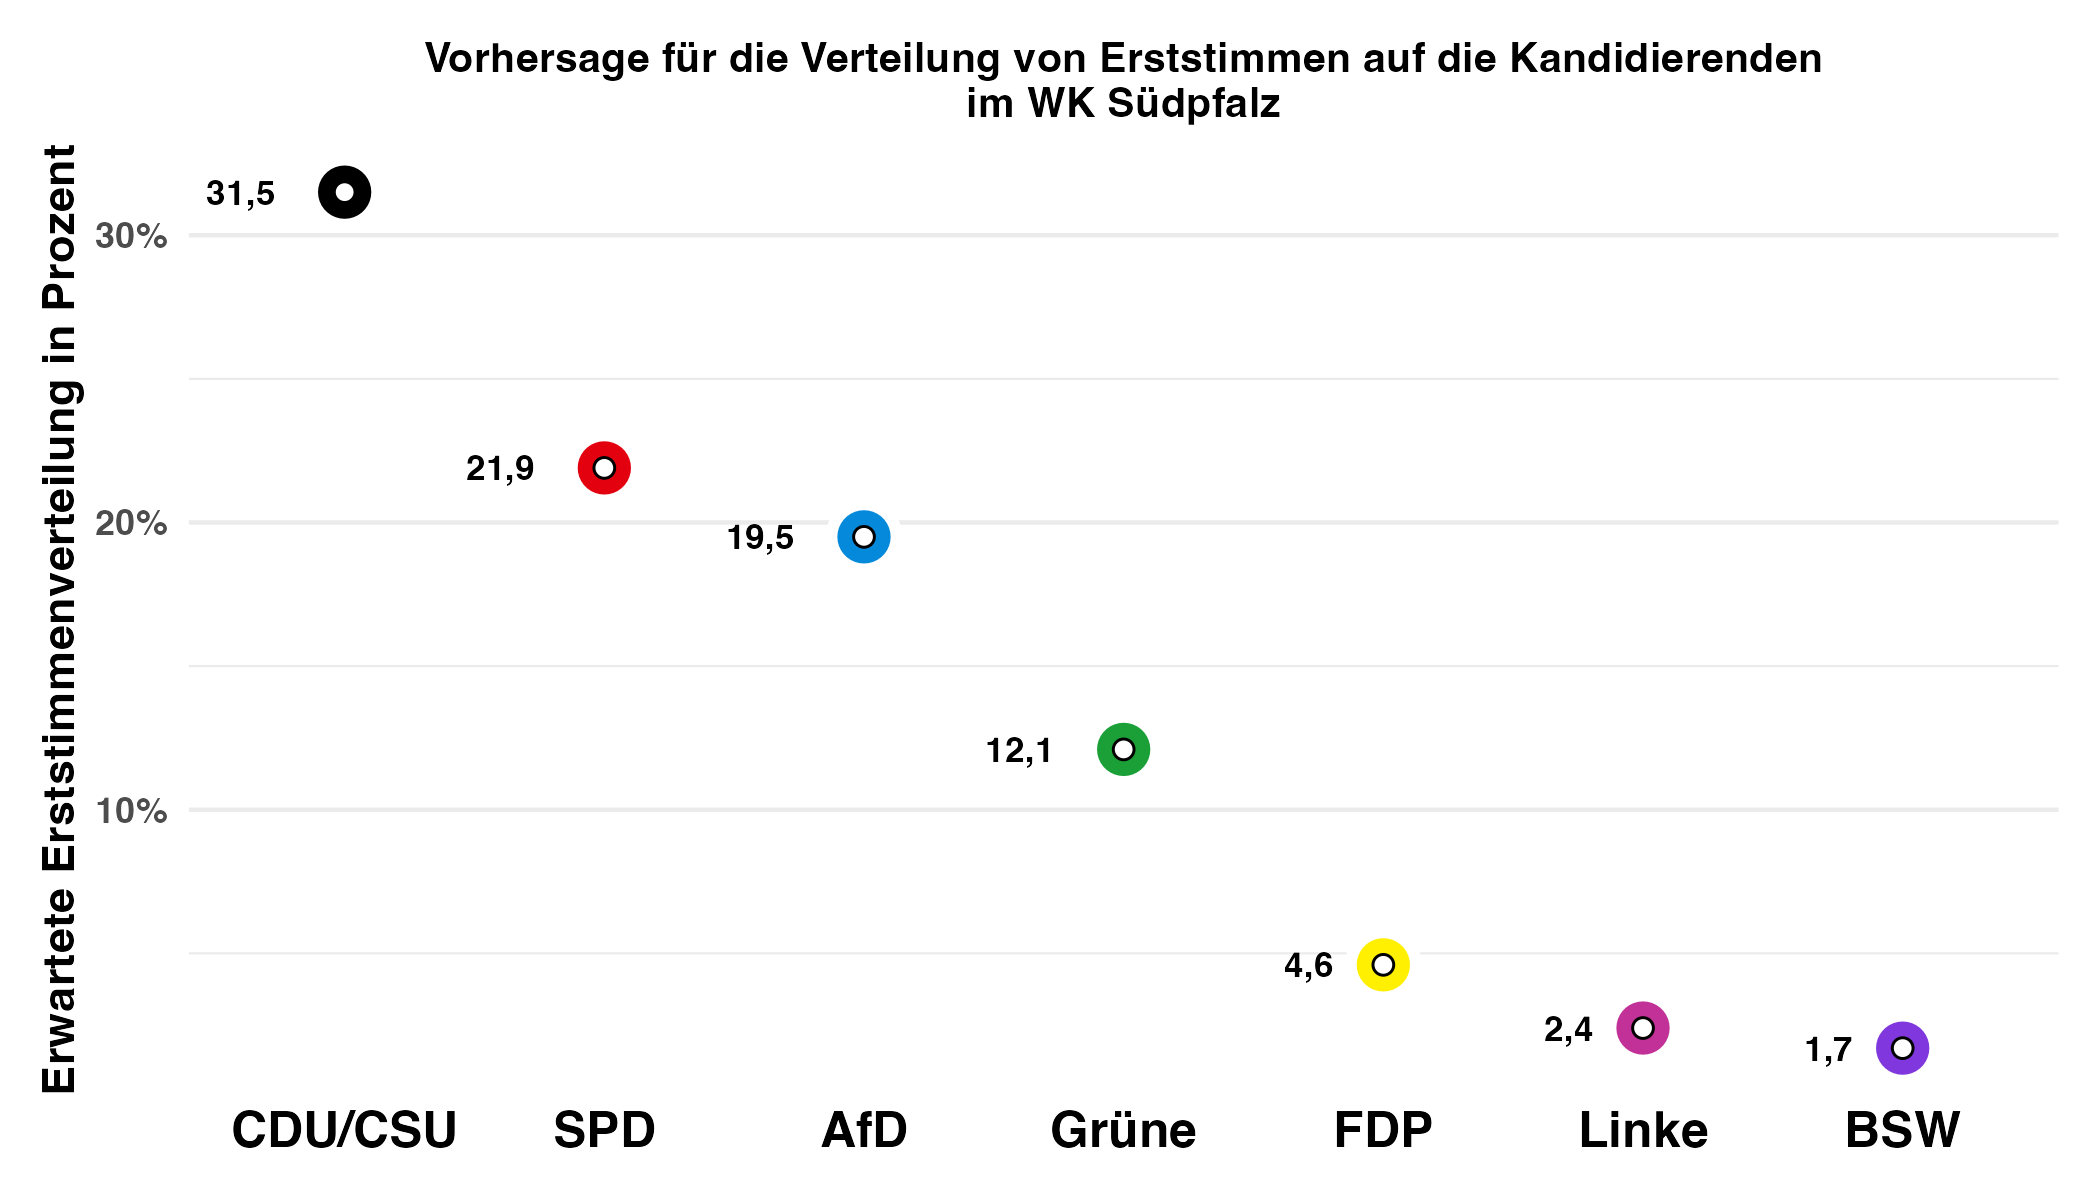 Vorhersage für die Verteilung von Erststimmen auf die Kandidierenden
im WK Südpfalz
Erwartete Erststimmenverteilung in Prozent
30%
20%
10%
31,5
21,9
19,5
12,1
4,6
2,4
1,7
CDU/CSU
SPD
AfD
Grüne
FDP
Linke
BSW